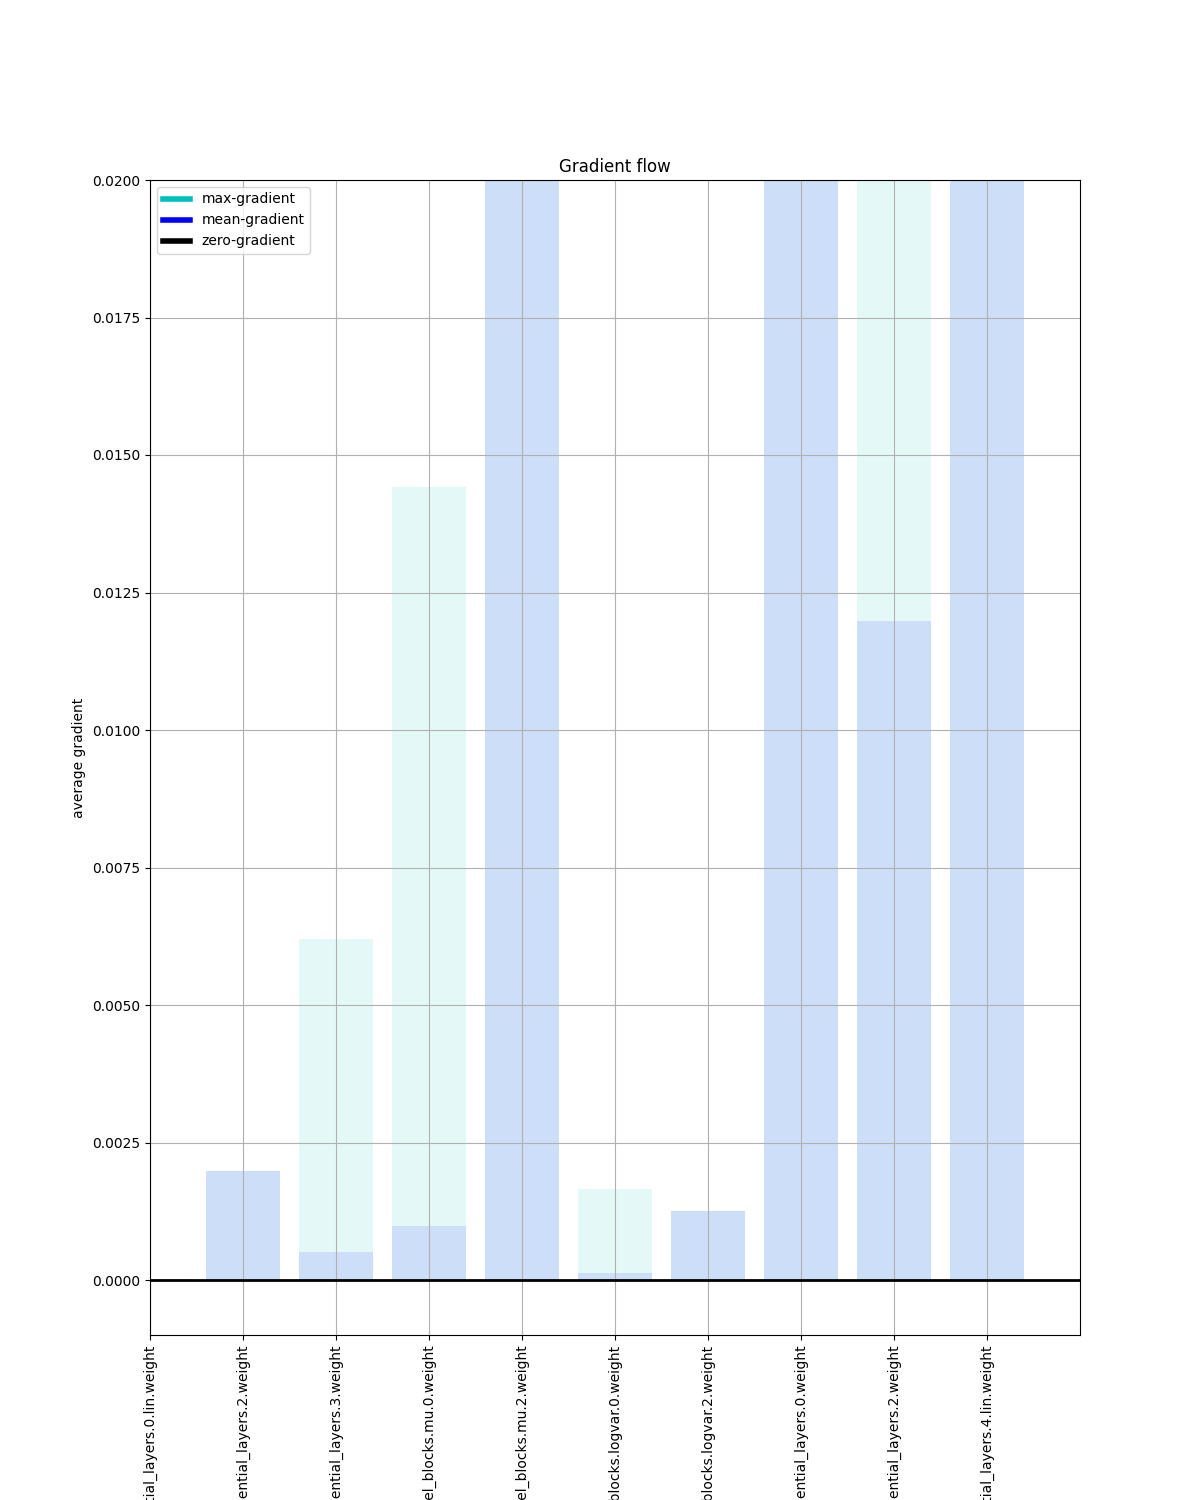 Gradient flow
max-gradient
mean-gradient
zero-gradient
0.0200
0.0175
0.0150
0.0125
0.0100
0.0075
0.0050
0.0025
0.0000
average gradient
tial_layers.0.lin.weight
ential_layers.2.weight
ential_layers.3.weight
el_blocks.mu.0.weight
el_blocks.mu.2.weight
blocks.logvar.0.weight
blocks.logvar.2.weight
ential_layers.0.weight
ential_layers.2.weight
tial_layers.4.lin.weight